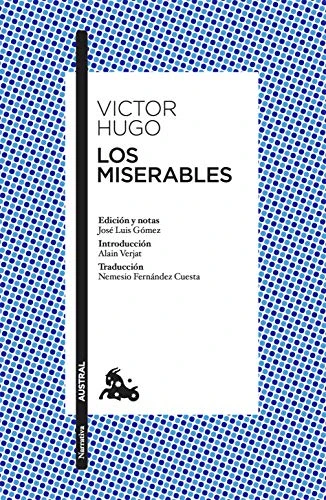 VICTOR
HUGO
LOS
MISERABLES
Edición y notas
José Luis Gómez
Introducción
Alain Verjat
Traducción
Nemesio Fernández Cuesta
AUSTRAL
Narrativa